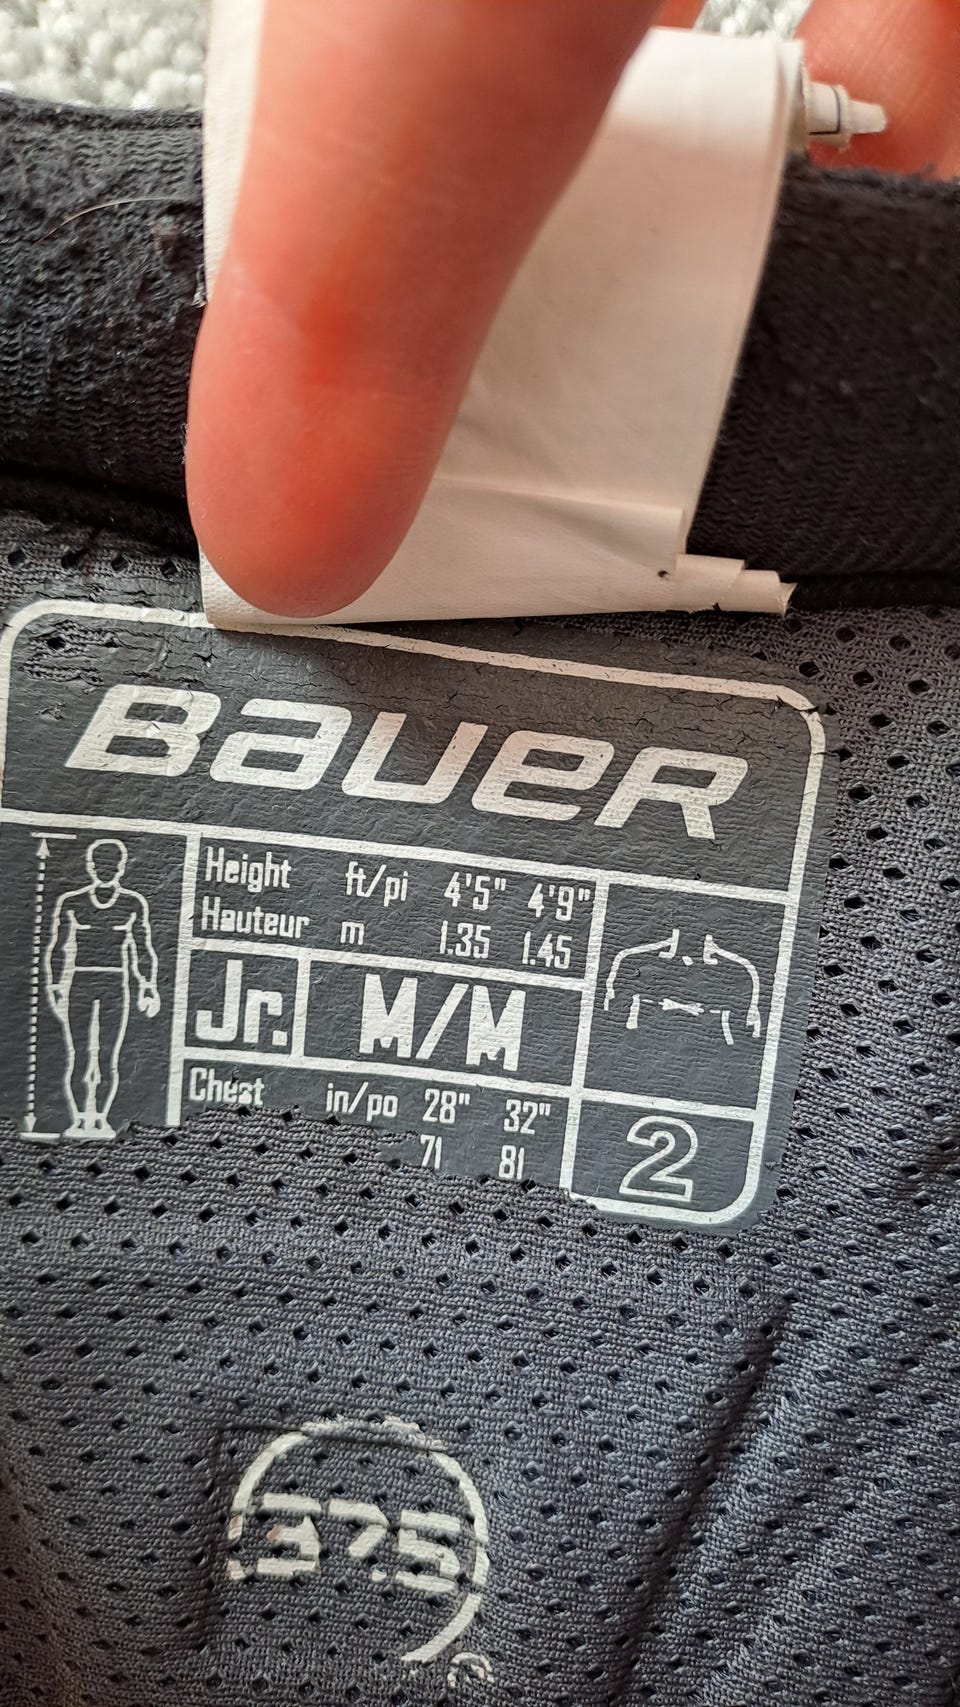 BAUER
Height ft/pi 4'5" 4'9"
Hauteur m 1.35 1.45
Jr. M/M
Chest in/po 28" 32"
71 81
2
37.5
®